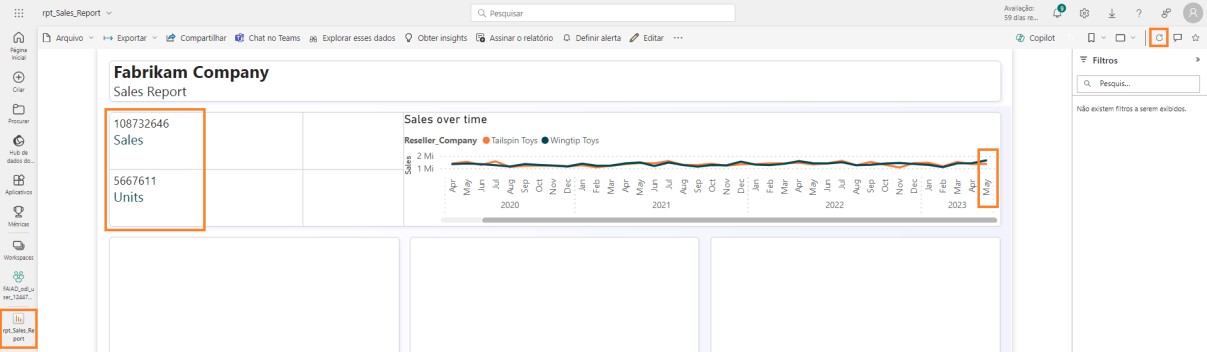 rpt_Sales_Report
Pesquisar
Avaliação:
59 dias re...
9
Arquivo
Exportar
Compartilhar
Chat no Teams
Explorar esses dados
Obter insights
Assinar o relatório
Definir alerta
Editar
Copilot
Página
Inicial
Criar
Procurar
Hub de
dados do...
Aplicativos
Métricas
Workspaces
FAIAD_odl_u
ser_12447...
rpt_Sales_Re
port
Fabrikam Company
Sales Report
108732646
Sales
5667611
Units
Sales over time
Reseller_Company Tailspin Toys Wingtip Toys
Sales
2 Mi
1 Mi
Apr May Jun Jul Aug Sep Oct Nov Dec Jan Feb Mar Apr May Jun Jul Aug Sep Oct Nov Dec Jan Feb Mar Apr May Jun Jul Aug Sep Oct Nov Dec Jan Feb Mar Apr May
2020 2021 2022 2023
Filtros
Pesquis...
Não existem filtros a serem exibidos.